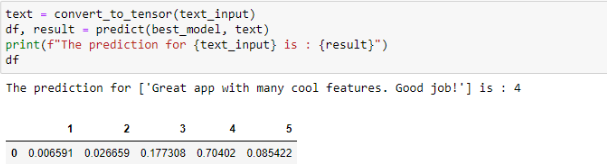 text = convert_to_tensor(text_input)
df, result = predict(best_model, text)
print(f"The prediction for {text_input} is : {result}")
df
The prediction for ['Great app with many cool features. Good job!'] is : 4
1 2 3 4 5
0 0.006591 0.026659 0.177308 0.70402 0.085422